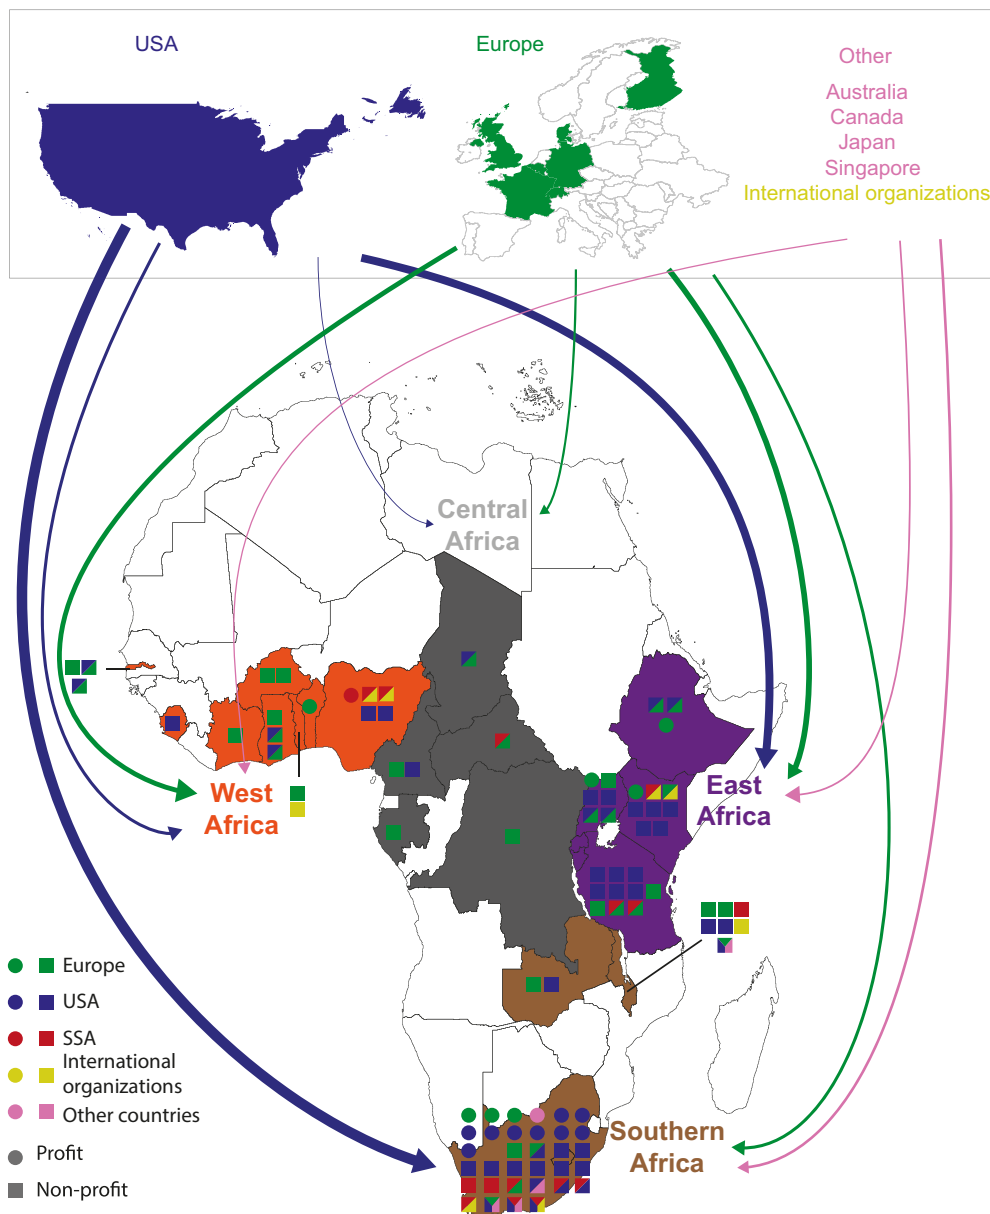 USA
Europe
Other
Australia
Canada
Japan
Singapore
International organizations
Central
Africa
West
Africa
East
Africa
Southern
Africa
Europe
USA
SSA
International
organizations
Other countries
Profit
Non-profit